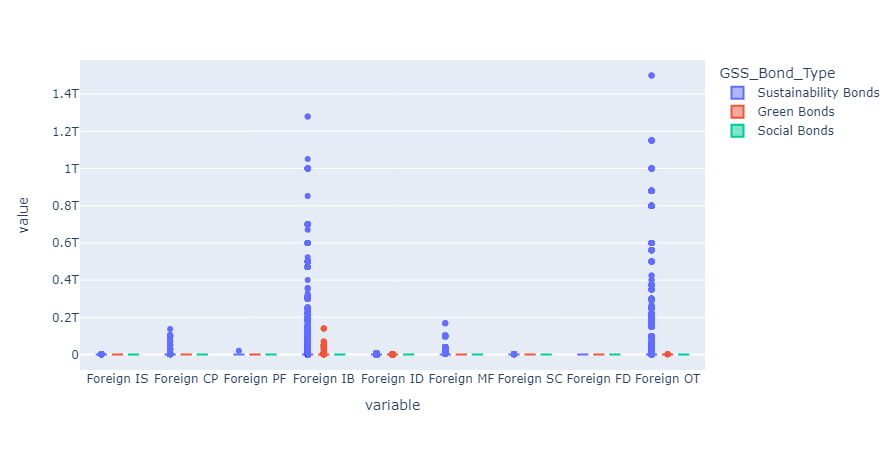 GSS_Bond_Type
Sustainability Bonds
Green Bonds
Social Bonds
value
1.4T
1.2T
1T
0.8T
0.6T
0.4T
0.2T
0
Foreign IS Foreign CP Foreign PF Foreign IB Foreign ID Foreign MF Foreign SC Foreign FD Foreign OT
variable